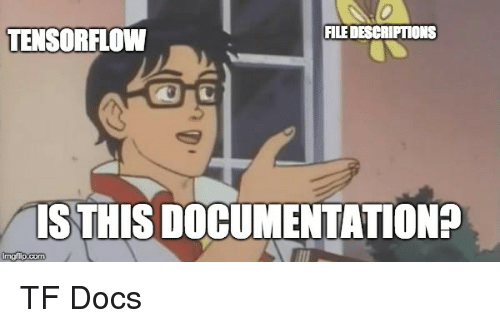 TENSORFLOW
FILE DESCRIPTIONS
IS THIS DOCUMENTATION?
imgflip.com
TF Docs